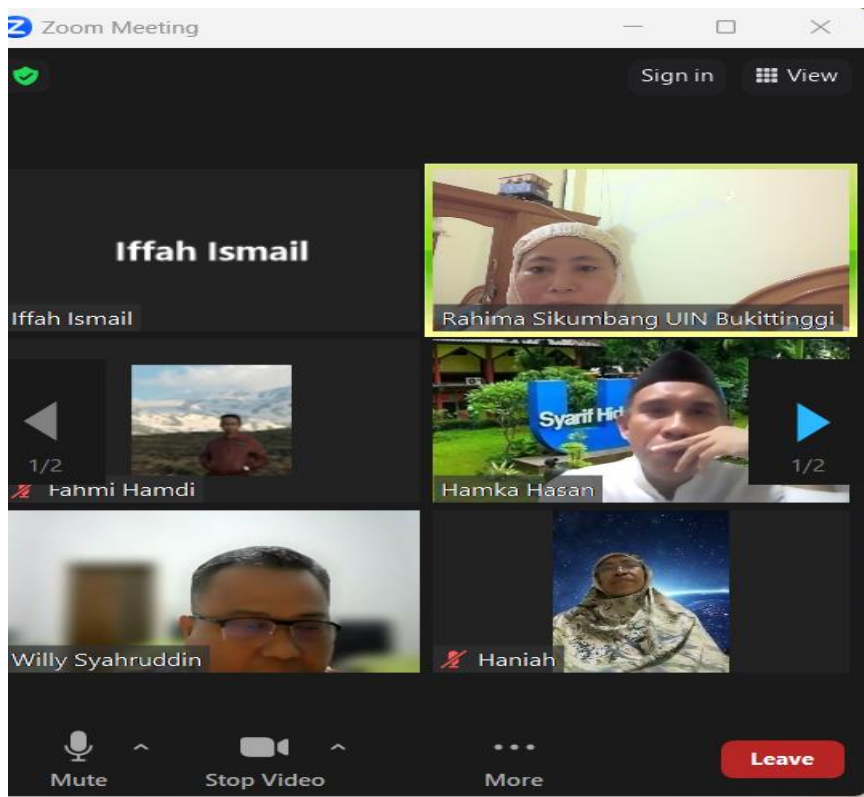 Zoom Meeting
Sign in View
Iffah Ismail
Iffah Ismail
Rahima Sikumbang UIN Bukittinggi
1/2
Fahmi Hamdi
Syarif Hid
Hamka Hasan
1/2
Willy Syahruddin
Haniah
Mute
Stop Video
More
Leave